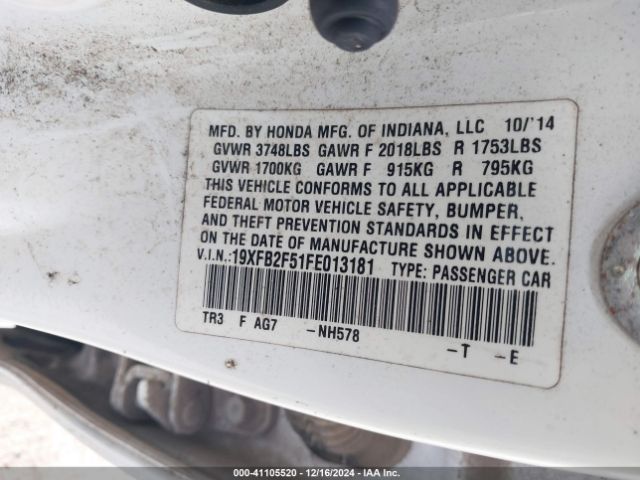 MFD. BY HONDA MFG. OF INDIANA, LLC 10/'14
GVWR 3748LBS GAWR F 2018LBS R 1753LBS
GVWR 1700KG GAWR F 915KG R 795KG
THIS VEHICLE CONFORMS TO ALL APPLICABLE
FEDERAL MOTOR VEHICLE SAFETY, BUMPER,
AND THEFT PREVENTION STANDARDS IN EFFECT
ON THE DATE OF MANUFACTURE SHOWN ABOVE.
V.I.N.:19XFB2F51FE013181 TYPE: PASSENGER CAR
TR3 F AG7 -NH578 -T -E
000-41105520 - 12/16/2024 - IAA Inc.